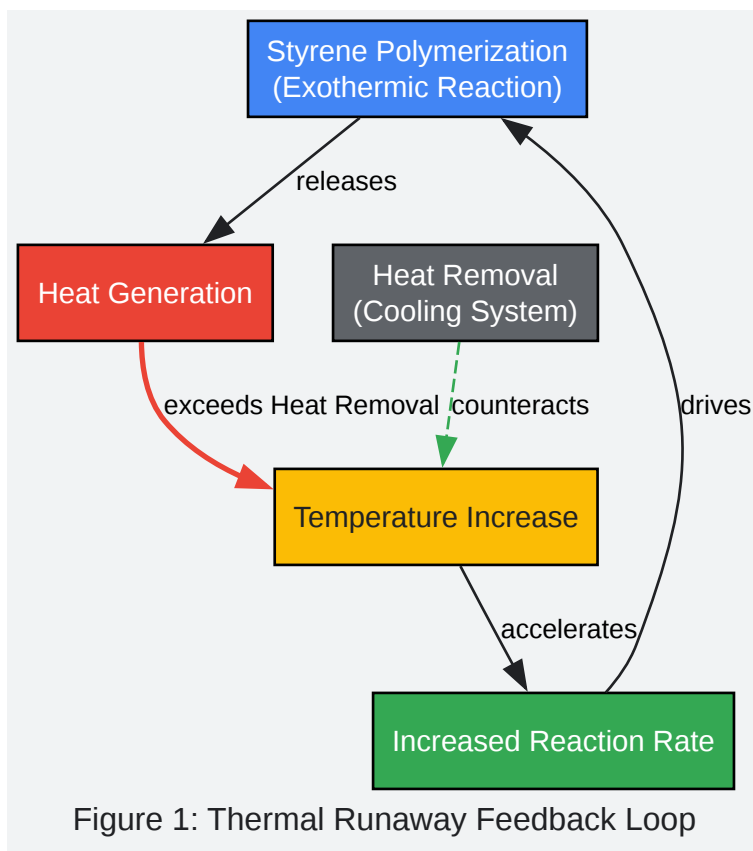 Styrene Polymerization
(Exothermic Reaction)
releases
Heat Generation
Heat Removal
(Cooling System)
exceeds Heat Removal
counteracts
drives
Temperature Increase
accelerates
Increased Reaction Rate
Figure 1: Thermal Runaway Feedback Loop